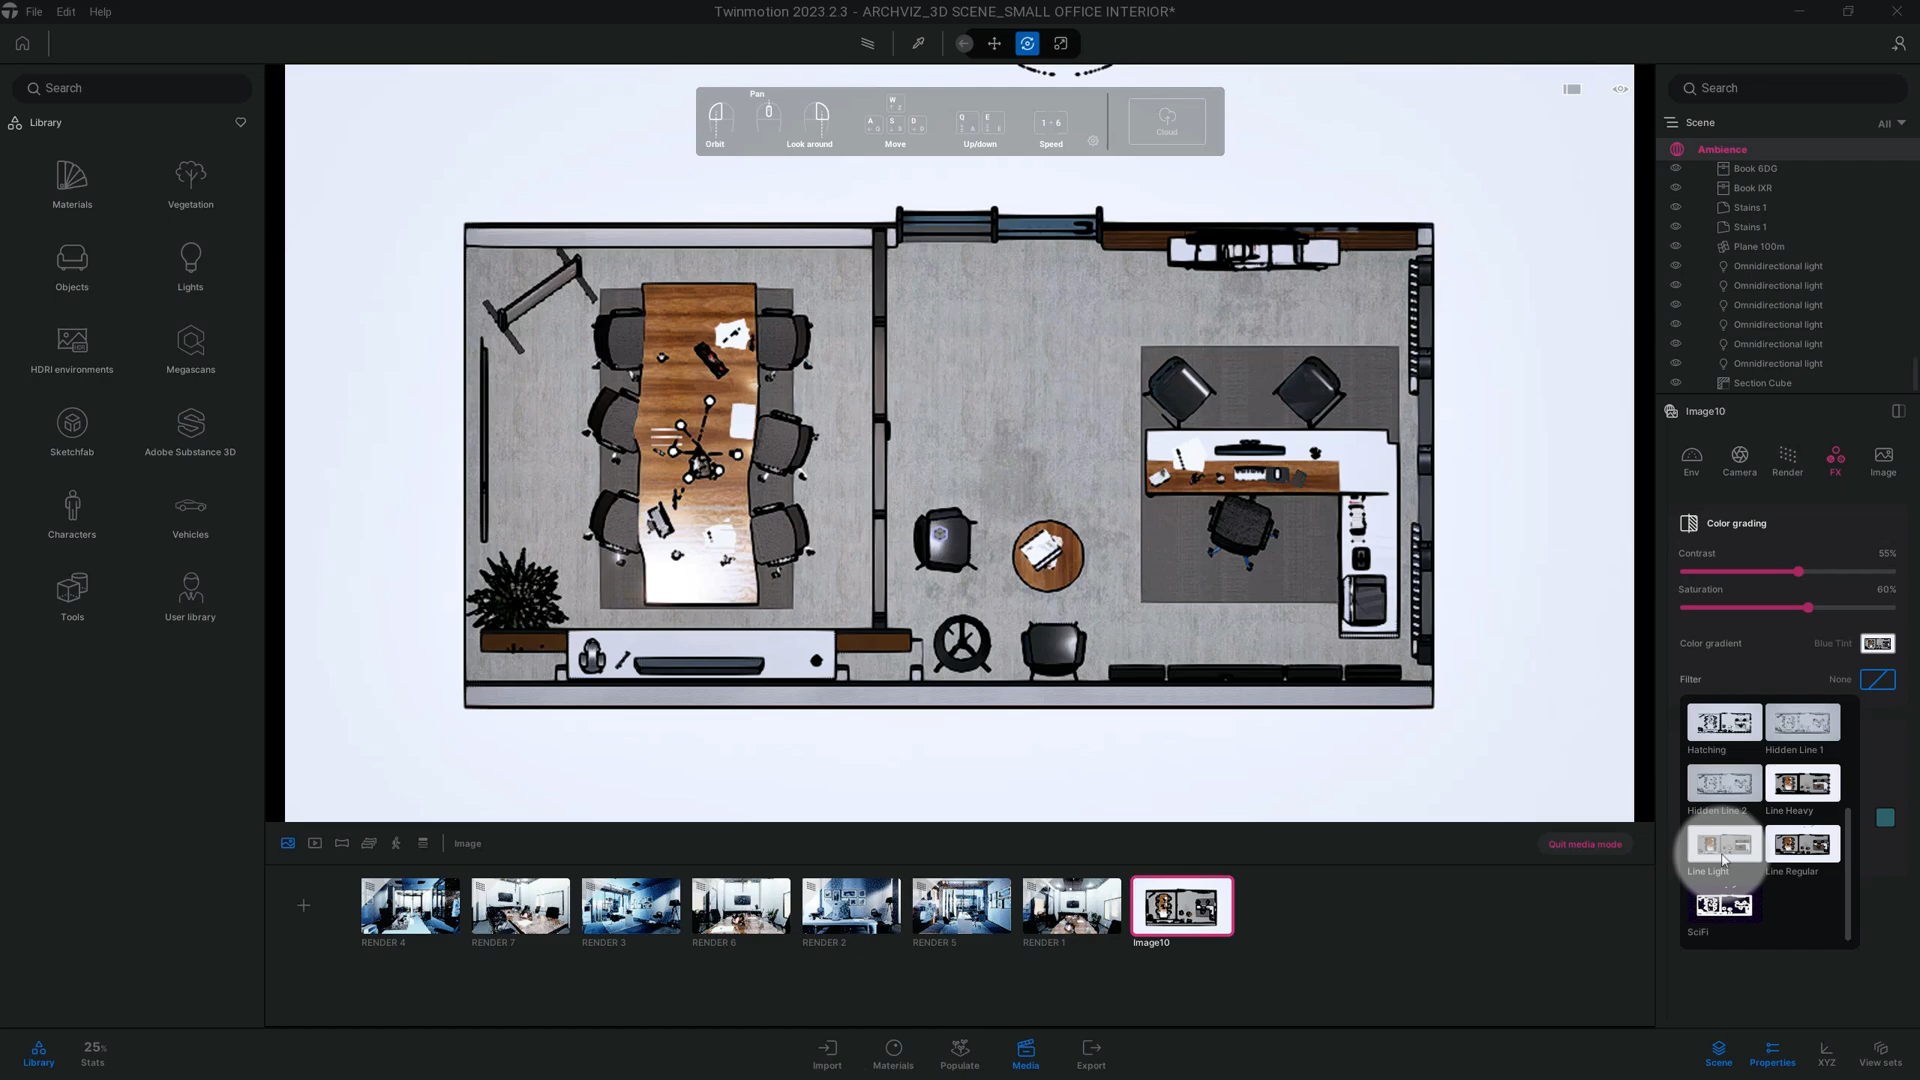 File Edit Help
Twinmotion 2023.2.3 - ARCHVIZ_3D SCENE_SMALL OFFICE INTERIOR*
Search
Library
Materials
Vegetation
Objects
Lights
HDRI environments
Megascans
Sketchfab
Adobe Substance 3D
Characters
Vehicles
Tools
User library
Pan
W
A S D
Q E
1 - 6
Cloud
Orbit
Look around
Move
Up/down
Speed
Search
Scene
All
Ambience
Book 6DG
Book IXR
Stains 1
Stains 1
Plane 100m
Omnidirectional light
Omnidirectional light
Omnidirectional light
Omnidirectional light
Omnidirectional light
Omnidirectional light
Section Cube
Image10
Env
Camera
Render
FX
Image
Color grading
Contrast 55%
Saturation 60%
Color gradient Blue Tint
Filter None
Hatching
Hidden Line 1
Hidden Line 2
Line Heavy
Line Light
Line Regular
SciFi
Image
Quit media mode
RENDER 4
RENDER 7
RENDER 3
RENDER 6
RENDER 2
RENDER 5
RENDER 1
Image10
Library
25%
Stats
Import
Materials
Populate
Media
Export
Scene
Properties
XYZ
View sets